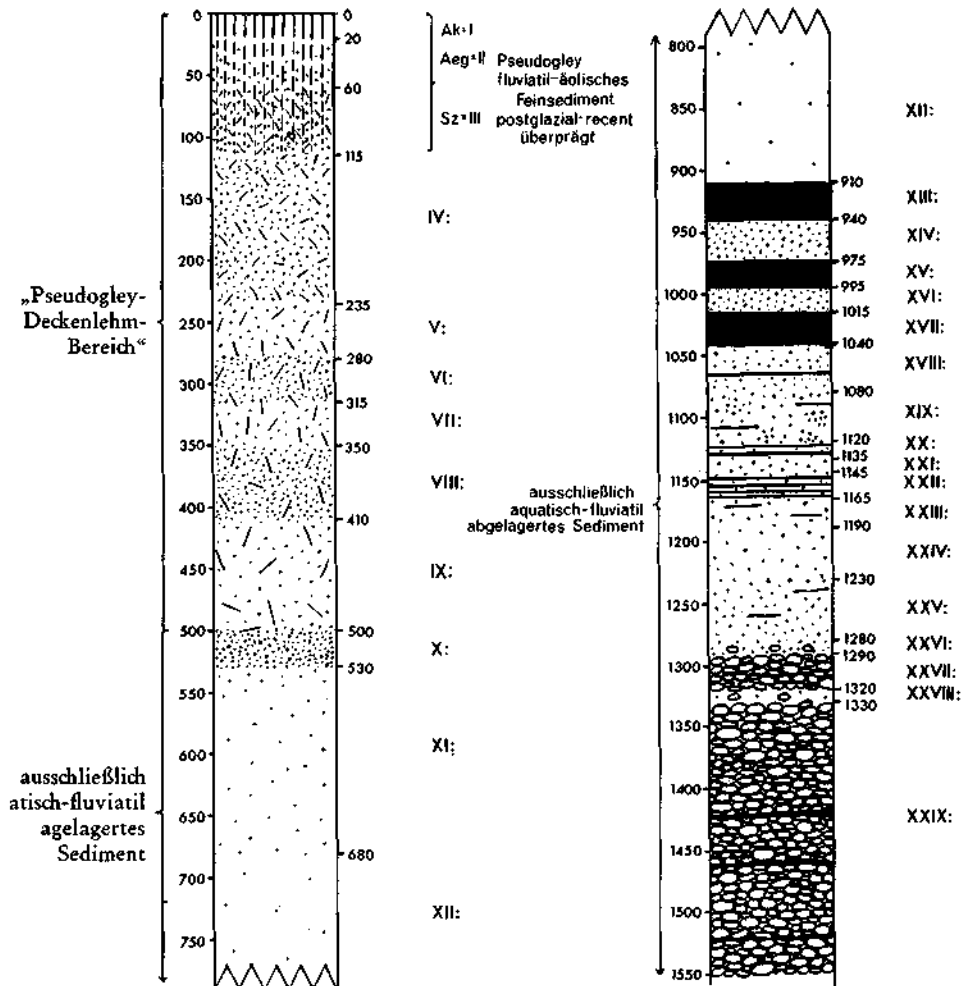 0
50
100
150
200
250
300
350
400
450
500
550
600
650
700
750
0
20
60
115
235
280
315
350
410
500
530
680
Ak=I
Aeg=II Pseudogley
fluviatil-äolisches
Feinsediment
Sz=III postglazial-recent
überprägt
IV:
V:
VI:
VII:
VIII:
IX:
X:
XI:
XII:
„Pseudogley-
Deckenlehm-
Bereich“
ausschließlich
atisch-fluviatil
agelagertes
Sediment
800
850
900
950
1000
1050
1100
1150
1200
1250
1300
1350
1400
1450
1500
1550
910
940
975
995
1015
1040
1080
1120
1135
1145
1165
1190
1230
1280
1290
1320
1330
XII:
XIII:
XIV:
XV:
XVI:
XVII:
XVIII:
XIX:
XX:
XXI:
XXII:
XXIII:
XXIV:
XXV:
XXVI:
XXVII:
XXVIII:
XXIX:
ausschließlich
aquatisch-fluviatil
abgelagertes Sediment